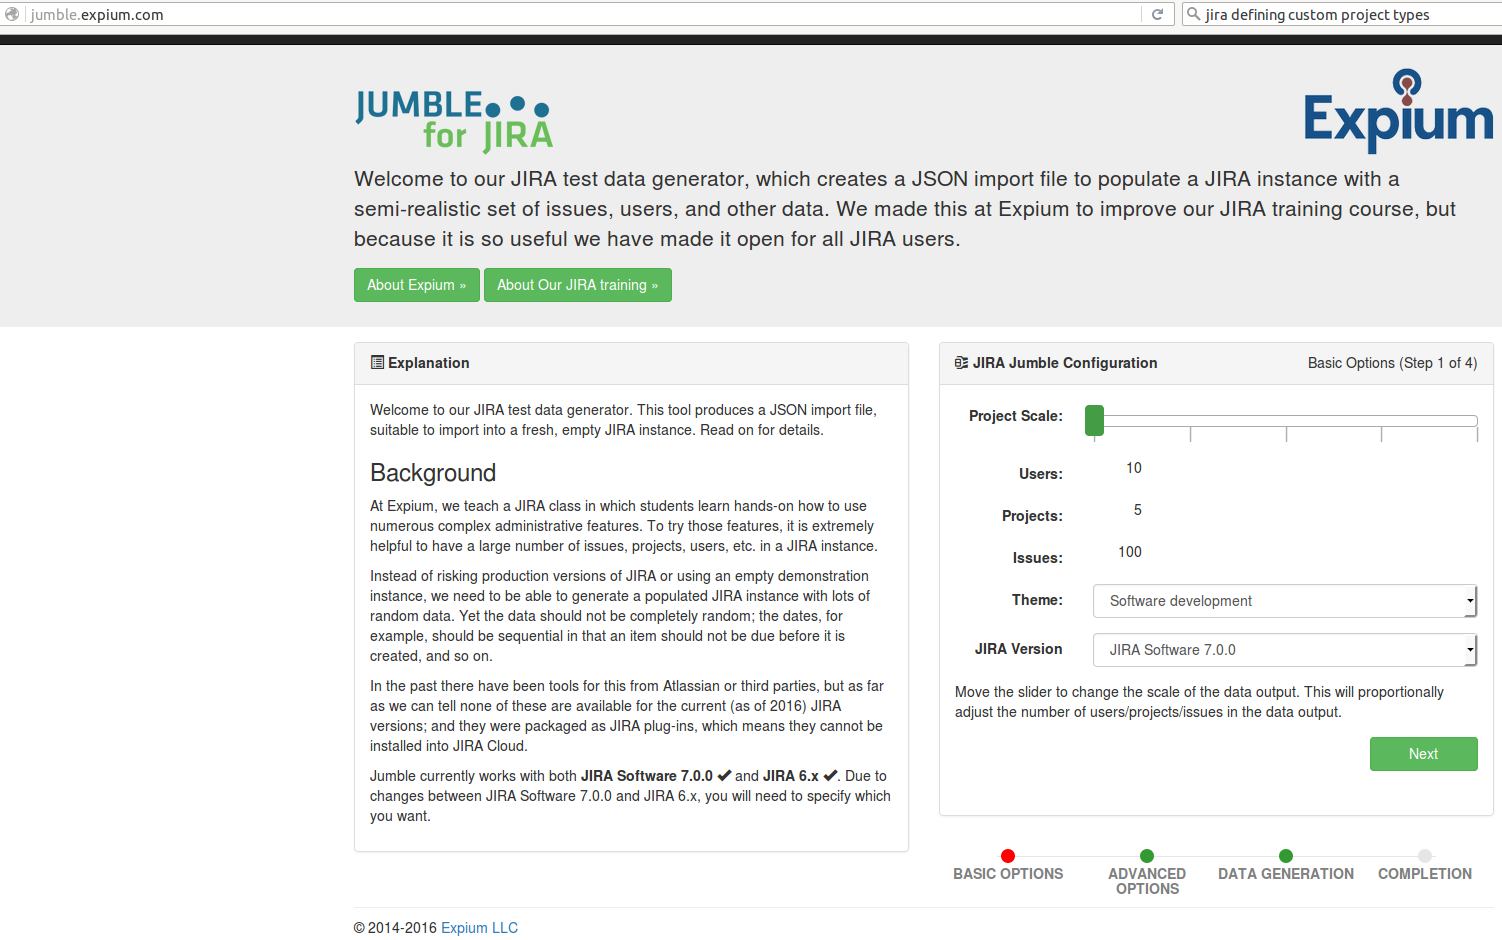 jumble.expium.com
jira defining custom project types
JUMBLE
for JIRA
Expium
Welcome to our JIRA test data generator, which creates a JSON import file to populate a JIRA instance with a
semi-realistic set of issues, users, and other data. We made this at Expium to improve our JIRA training course, but
because it is so useful we have made it open for all JIRA users.
About Expium »
About Our JIRA training »
Explanation
Welcome to our JIRA test data generator. This tool produces a JSON import file,
suitable to import into a fresh, empty JIRA instance. Read on for details.
Background
At Expium, we teach a JIRA class in which students learn hands-on how to use
numerous complex administrative features. To try those features, it is extremely
helpful to have a large number of issues, projects, users, etc. in a JIRA instance.
Instead of risking production versions of JIRA or using an empty demonstration
instance, we need to be able to generate a populated JIRA instance with lots of
random data. Yet the data should not be completely random; the dates, for
example, should be sequential in that an item should not be due before it is
created, and so on.
In the past there have been tools for this from Atlassian or third parties, but as far
as we can tell none of these are available for the current (as of 2016) JIRA
versions; and they were packaged as JIRA plug-ins, which means they cannot be
installed into JIRA Cloud.
Jumble currently works with both JIRA Software 7.0.0 ✔ and JIRA 6.x ✔. Due to
changes between JIRA Software 7.0.0 and JIRA 6.x, you will need to specify which
you want.
JIRA Jumble Configuration
Basic Options (Step 1 of 4)
Project Scale:
Users: 10
Projects: 5
Issues: 100
Theme: Software development
JIRA Version JIRA Software 7.0.0
Move the slider to change the scale of the data output. This will proportionally
adjust the number of users/projects/issues in the data output.
Next
BASIC OPTIONS
ADVANCED
OPTIONS
DATA GENERATION
COMPLETION
© 2014-2016 Expium LLC